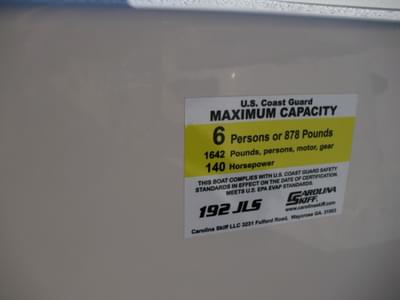 U.S. Coast Guard
MAXIMUM CAPACITY
6 Persons or 878 Pounds
1642 Pounds, persons, motor, gear
140 Horsepower
THIS BOAT COMPLIES WITH U.S. COAST GUARD SAFETY
STANDARDS IN EFFECT ON THE DATE OF CERTIFICATION
MEETS U.S. EPA EVAP STANDARDS.
192 JLS
CAROLINA
SKIFF
www.carolinaskiff.com
Carolina Skiff LLC 3231 Fulford Road, Waycross GA. 31503